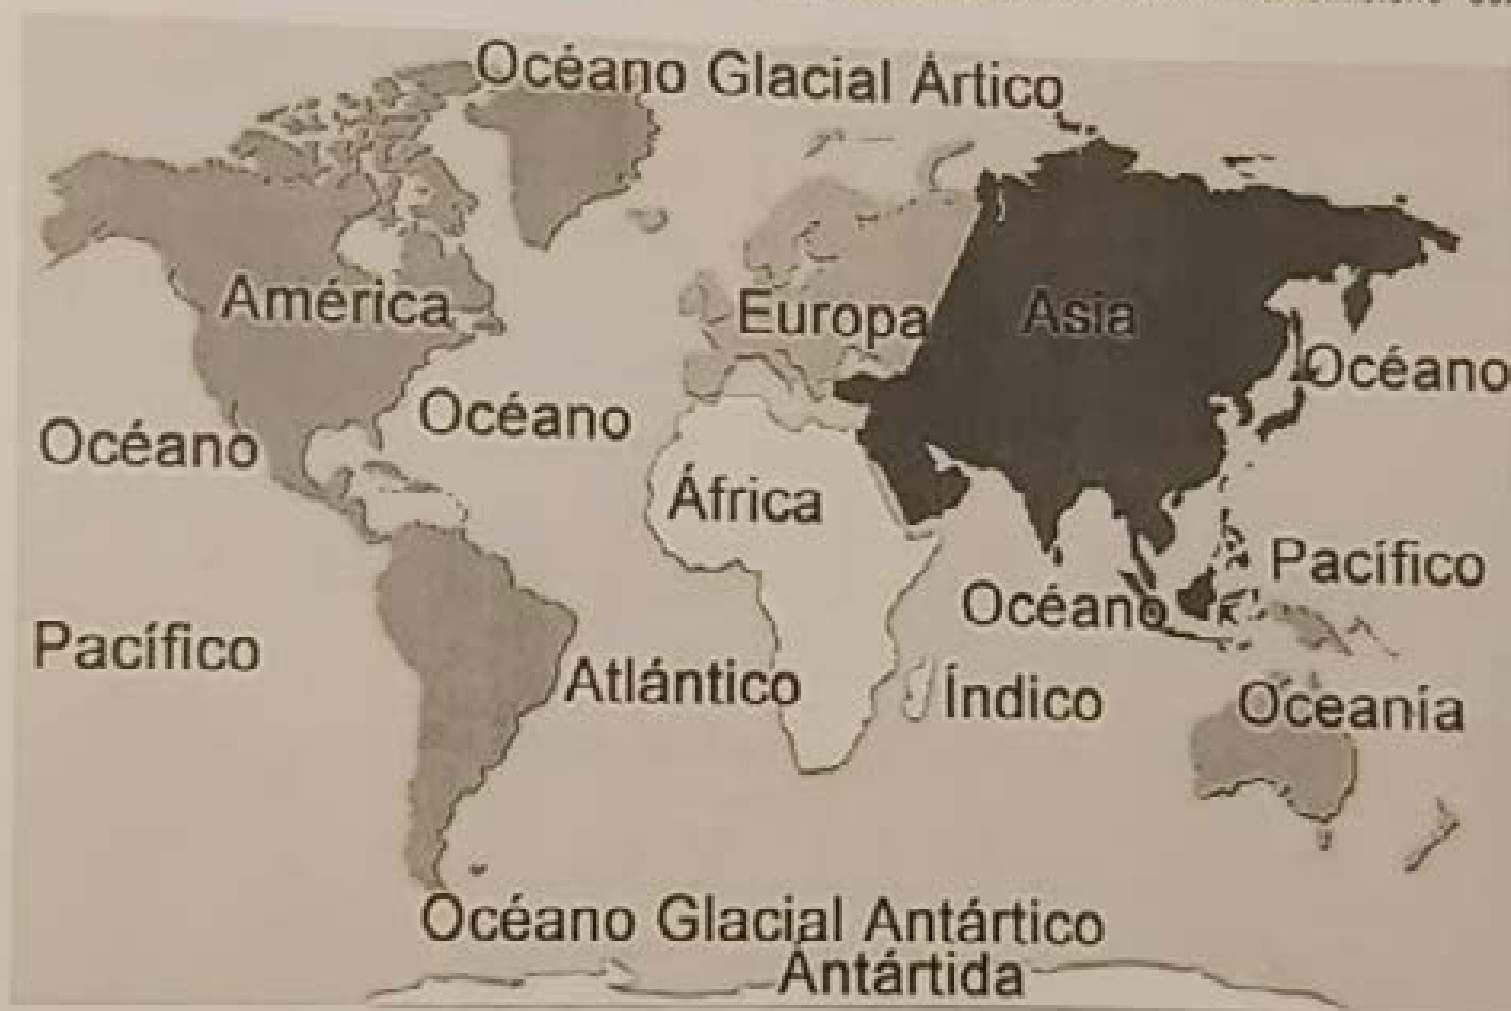 Océano Glacial Ártico
América
Europa
Asia
Océano
Océano
Océano
África
Pacífico
Océano
Pacífico
Atlántico
Índico
Oceanía
Océano Glacial Antártico
Antártida